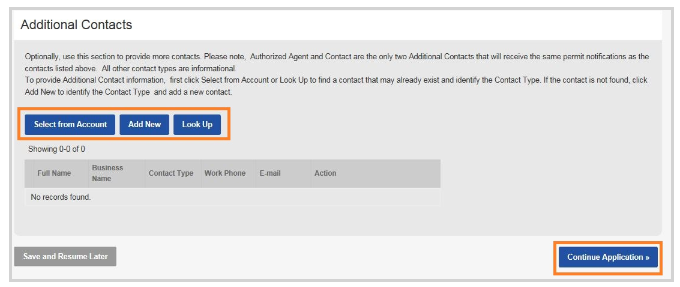 Additional Contacts
Optionally, use this section to provide more contacts. Please note, Authorized Agent and Contact are the only two Additional Contacts that will receive the same permit notifications as the
contacts listed above. All other contact types are informational.
To provide Additional Contact information, first click Select from Account or Look Up to find a contact that may already exist and identify the Contact Type. If the contact is not found, click
Add New to identify the Contact Type and add a new contact.
Select from Account Add New Look Up
Showing 0-0 of 0
Full Name Business Name Contact Type Work Phone E-mail Action
No records found.
Save and Resume Later Continue Application »